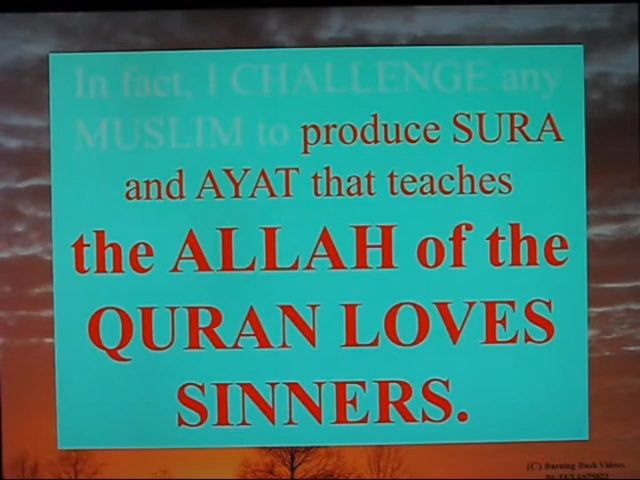 In fact, I CHALLENGE any
MUSLIM to produce SURA
and AYAT that teaches
the ALLAH of the
QURAN LOVES
SINNERS.
(C) Burning Bush Videos.